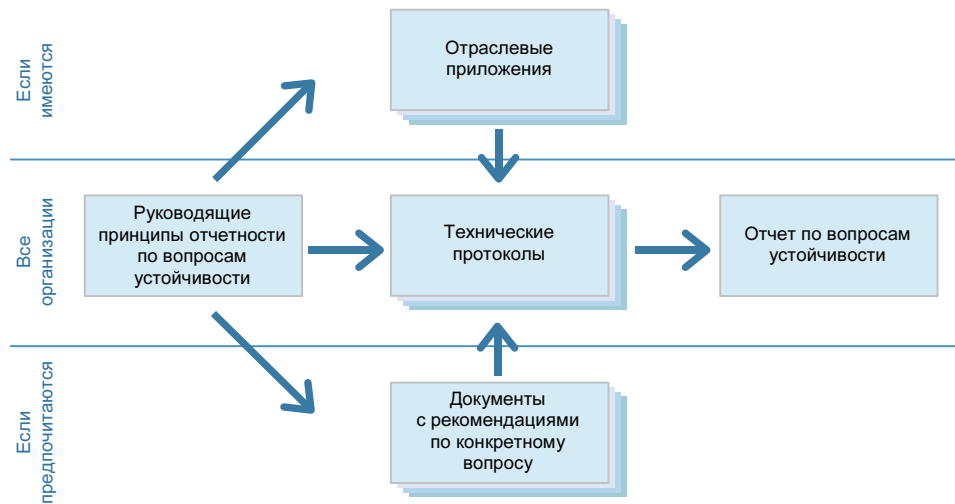 Если
имеются
Отраслевые
приложения
Все
организации
Руководящие
принципы отчетности
по вопросам
устойчивости
Технические
протоколы
Отчет по вопросам
устойчивости
Если
предпочитаются
Документы
с рекомендациями
по конкретному
вопросу